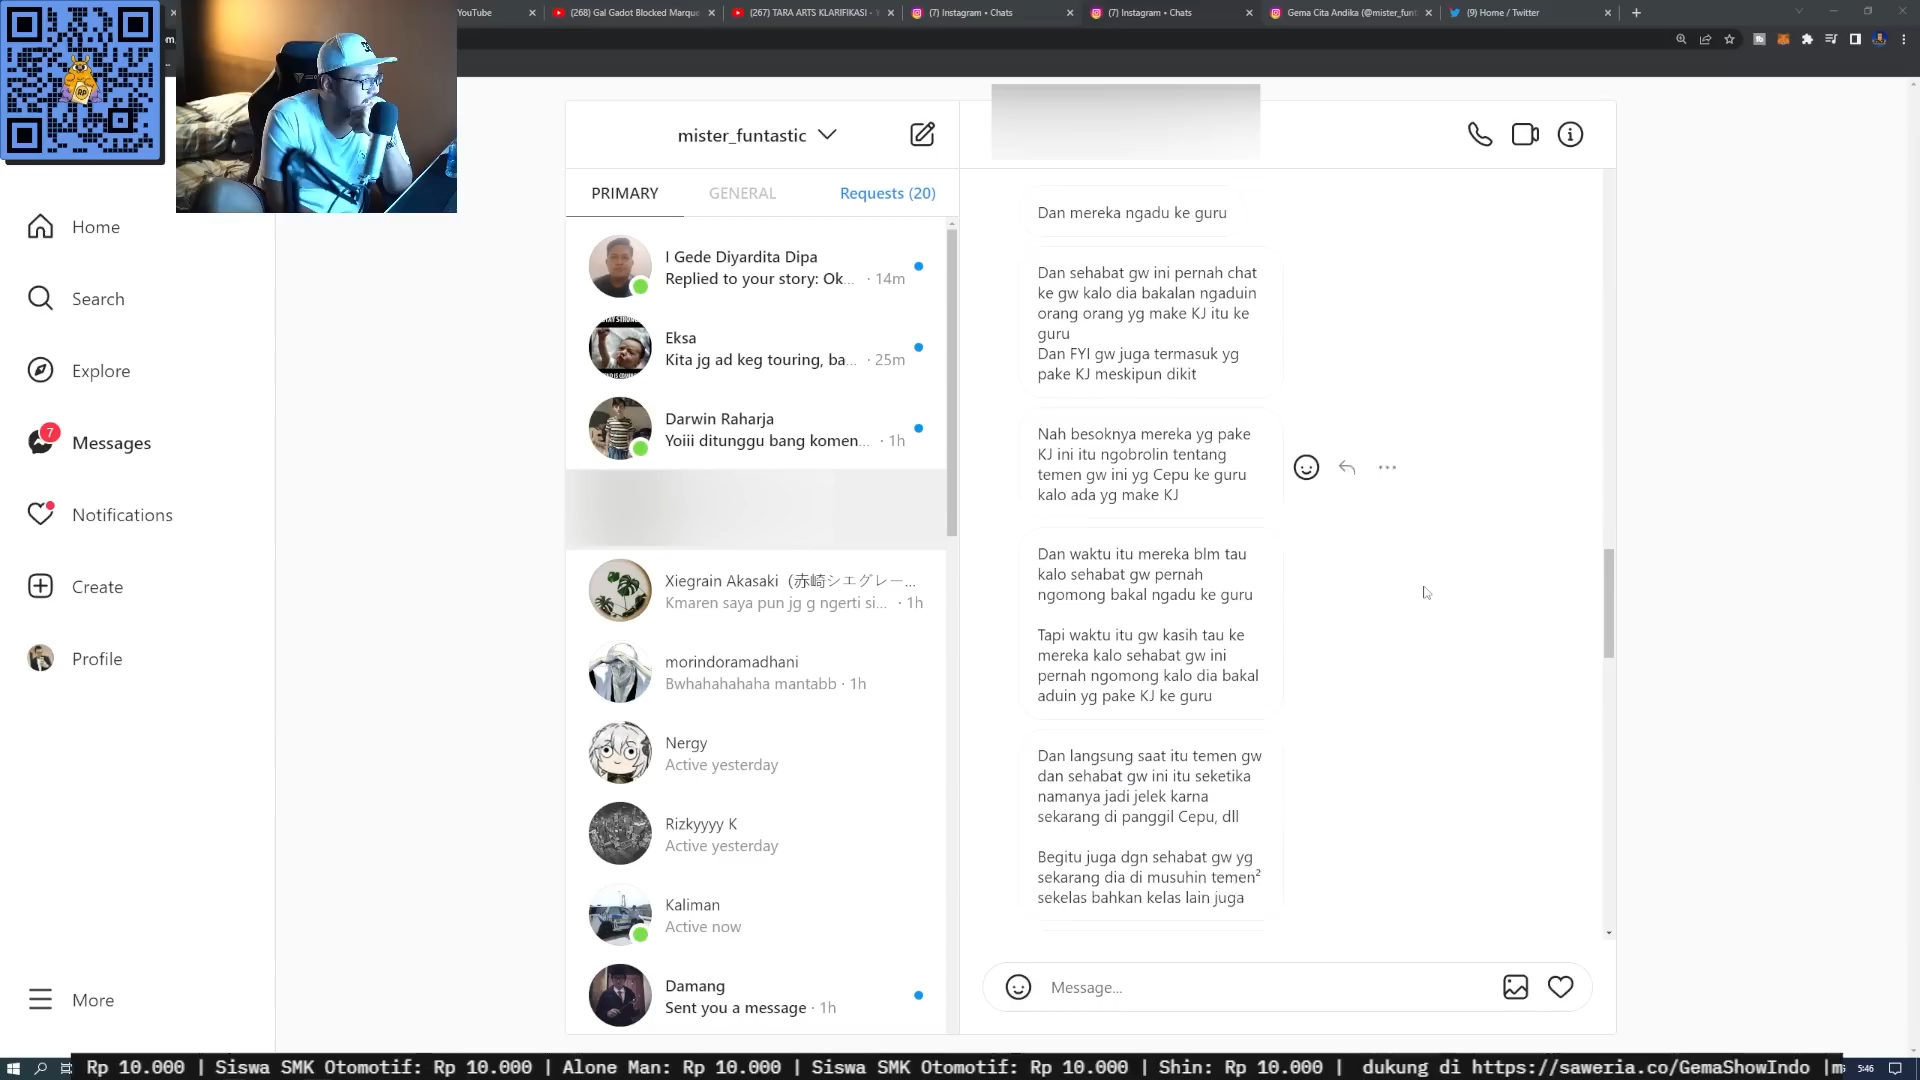 YouTube
(268) Gal Gadot Blocked Marque
(267) TARA ARTS KLARIFIKASI -
(7) Instagram • Chats
(7) Instagram • Chats
Gema Cita Andika (@mister_fun
(9) Home / Twitter
RP
mister_funtastic
PRIMARY
GENERAL
Requests (20)
Home
Search
Explore
7
Messages
Notifications
Create
Profile
More
I Gede Diyardita Dipa
Replied to your story: Ok... · 14m
Eksa
Kita jg ad keg touring, ba... · 25m
Darwin Raharja
Yoiii ditunggu bang komen... · 1h
Xiegrain Akasaki（赤崎シエグレー...
Kmaren saya pun jg g ngerti si... · 1h
morindoramadhani
Bwhahahahaha mantabb · 1h
Nergy
Active yesterday
Rizkyyyy K
Active yesterday
Kaliman
Active now
Damang
Sent you a message · 1h
Dan mereka ngadu ke guru
Dan sehabat gw ini pernah chat
ke gw kalo dia bakalan ngaduin
orang orang yg make KJ itu ke
guru
Dan FYI gw juga termasuk yg
pake KJ meskipun dikit
Nah besoknya mereka yg pake
KJ ini itu ngobrolin tentang
temen gw ini yg Cepu ke guru
kalo ada yg make KJ
Dan waktu itu mereka blm tau
kalo sehabat gw pernah
ngomong bakal ngadu ke guru
Tapi waktu itu gw kasih tau ke
mereka kalo sehabat gw ini
pernah ngomong kalo dia bakal
aduin yg pake KJ ke guru
Dan langsung saat itu temen gw
dan sehabat gw ini itu seketika
namanya jadi jelek karna
sekarang di panggil Cepu, dll
Begitu juga dgn sehabat gw yg
sekarang dia di musuhin temen²
sekelas bahkan kelas lain juga
Message...
Rp 10.000 | Siswa SMK Otomotif: Rp 10.000 | Alone Man: Rp 10.000 | Siswa SMK Otomotif: Rp 10.000 | Shin: Rp 10.000 | dukung di https://saweria.co/GemaShowIndo |
5:46